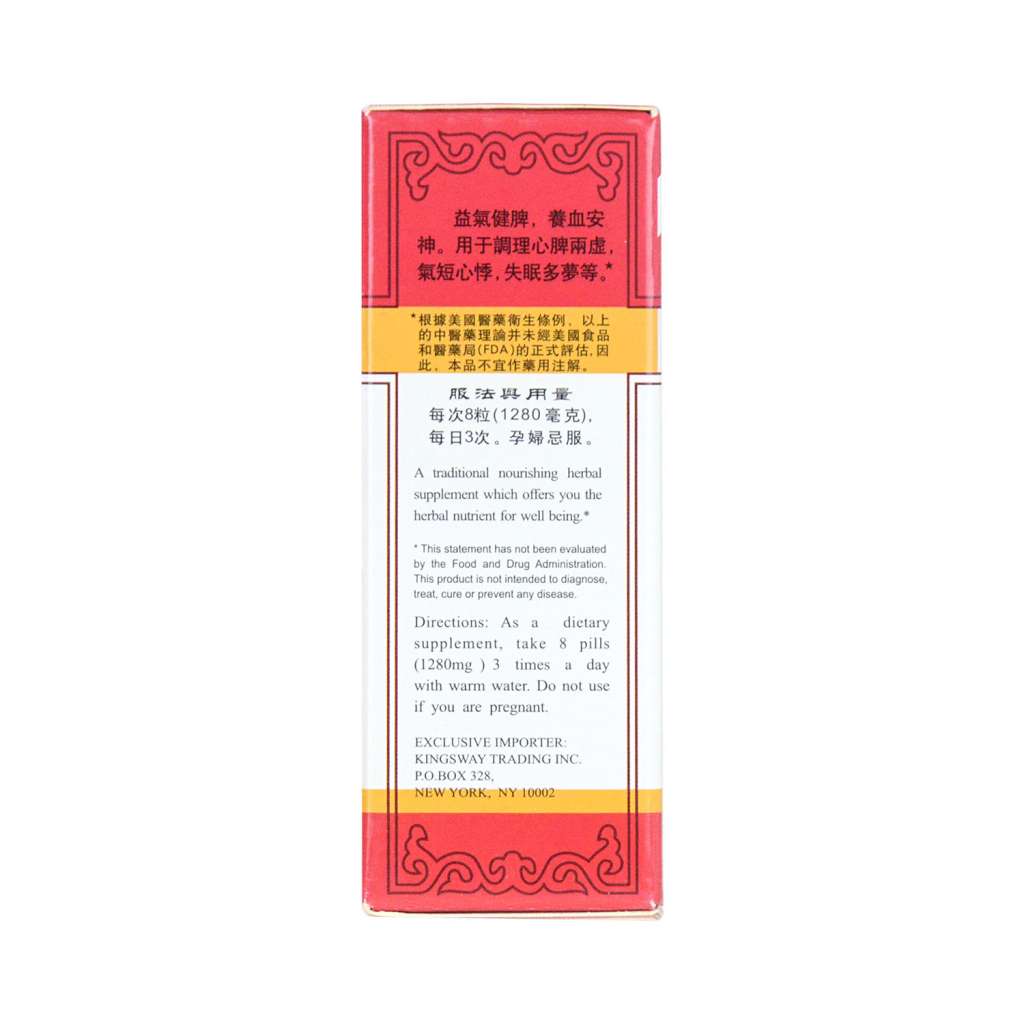 益氣健脾，養血安
神。用于調理心脾兩虛，
氣短心悸，失眠多夢等。*
*根據美國醫藥衛生條例，以上
的中醫藥理論并未經美國食品
和醫藥局(FDA)的正式評估,因
此，本品不宜作藥用注解。
服法與用量
每次8粒(1280毫克),
每日3次。孕婦忌服。
A traditional nourishing herbal
supplement which offers you the
herbal nutrient for well being.*
* This statement has not been evaluated
by the Food and Drug Administration.
This product is not intended to diagnose,
treat, cure or prevent any disease.
Directions: As a dietary
supplement, take 8 pills
(1280mg ) 3 times a day
with warm water. Do not use
if you are pregnant.
EXCLUSIVE IMPORTER:
KINGSWAY TRADING INC.
P.O.BOX 328,
NEW YORK, NY 10002